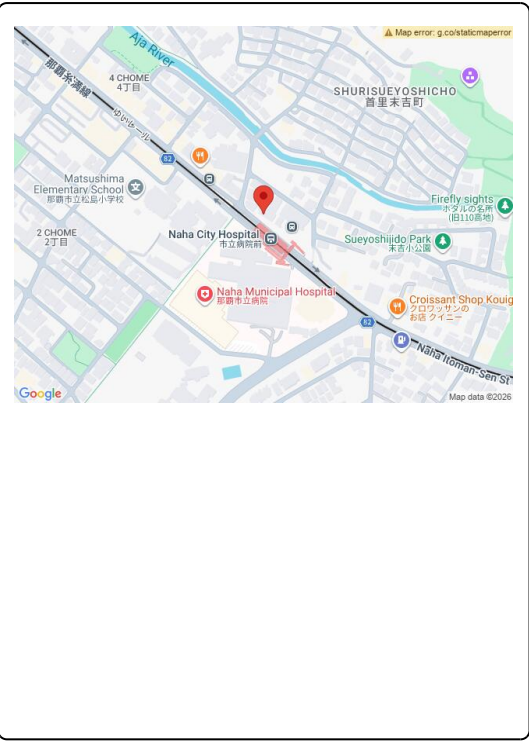 Map error: g.co/staticmaperror
Aja River
那覇糸満線
4 CHOME
4丁目
SHURISUEYOSHICHO
首里末吉町
ゆいレール
82
Matsushima
Elementary School
那覇市立松島小学校
Firefly sights
ホタルの名所
(旧110高地)
2 CHOME
2丁目
Naha City Hospital
市立病院前
Sueyoshijido Park
末吉小公園
Naha Municipal Hospital
那覇市立病院
Croissant Shop Kouig
クロワッサンの
お店 クイニー
82
Naha Itoman-Sen St
Google
Map data ©2026